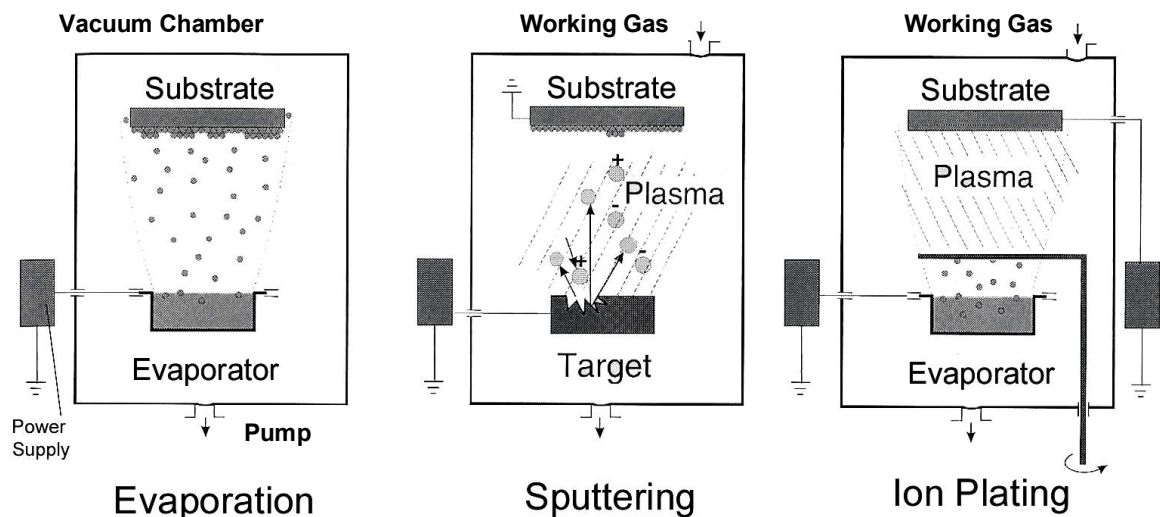 Vacuum Chamber
Substrate
Evaporator
Power
Supply
Pump
Evaporation
Working Gas
Substrate
+
Plasma
-
+
-
Target
Sputtering
Working Gas
Substrate
Plasma
Evaporator
Ion Plating